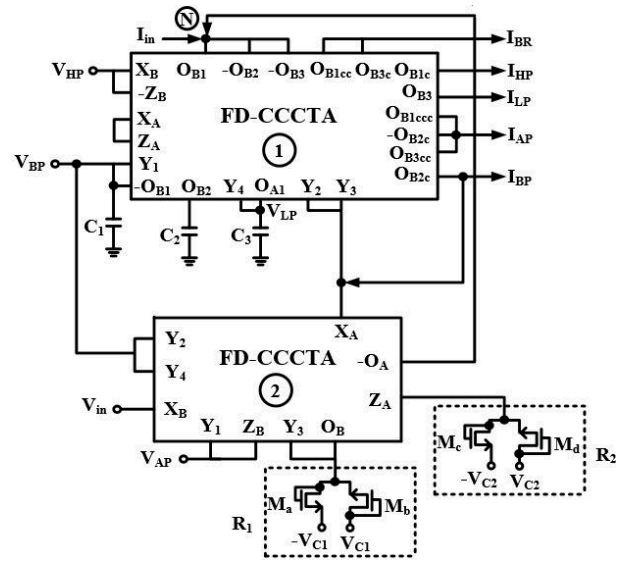 N
I_in
I_BR
V_HP
X_B
O_B1
-O_B2
-O_B3
O_B1cc
O_B3c
O_B1c
I_HP
-Z_B
O_B3
I_LP
X_A
FD-CCCTA
O_B1ccc
Z_A
1
-O_B2c
I_AP
V_BP
Y_1
O_B3cc
-O_B1
O_B2
Y_4
O_A1
Y_2
Y_3
O_B2c
I_BP
V_LP
C_1
C_2
C_3
X_A
Y_2
FD-CCCTA
-O_A
Y_4
2
Z_A
V_in
X_B
Y_1
Z_B
Y_3
O_B
M_c
M_d
R_2
V_AP
-V_C2
V_C2
M_a
M_b
R_1
-V_C1
V_C1